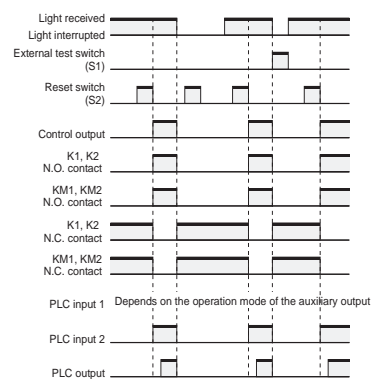 Light received
Light interrupted
External test switch
(S1)
Reset switch
(S2)
Control output
K1, K2
N.O. contact
KM1, KM2
N.O. contact
K1, K2
N.C. contact
KM1, KM2
N.C. contact
PLC input 1 Depends on the operation mode of the auxiliary output
PLC input 2
PLC output